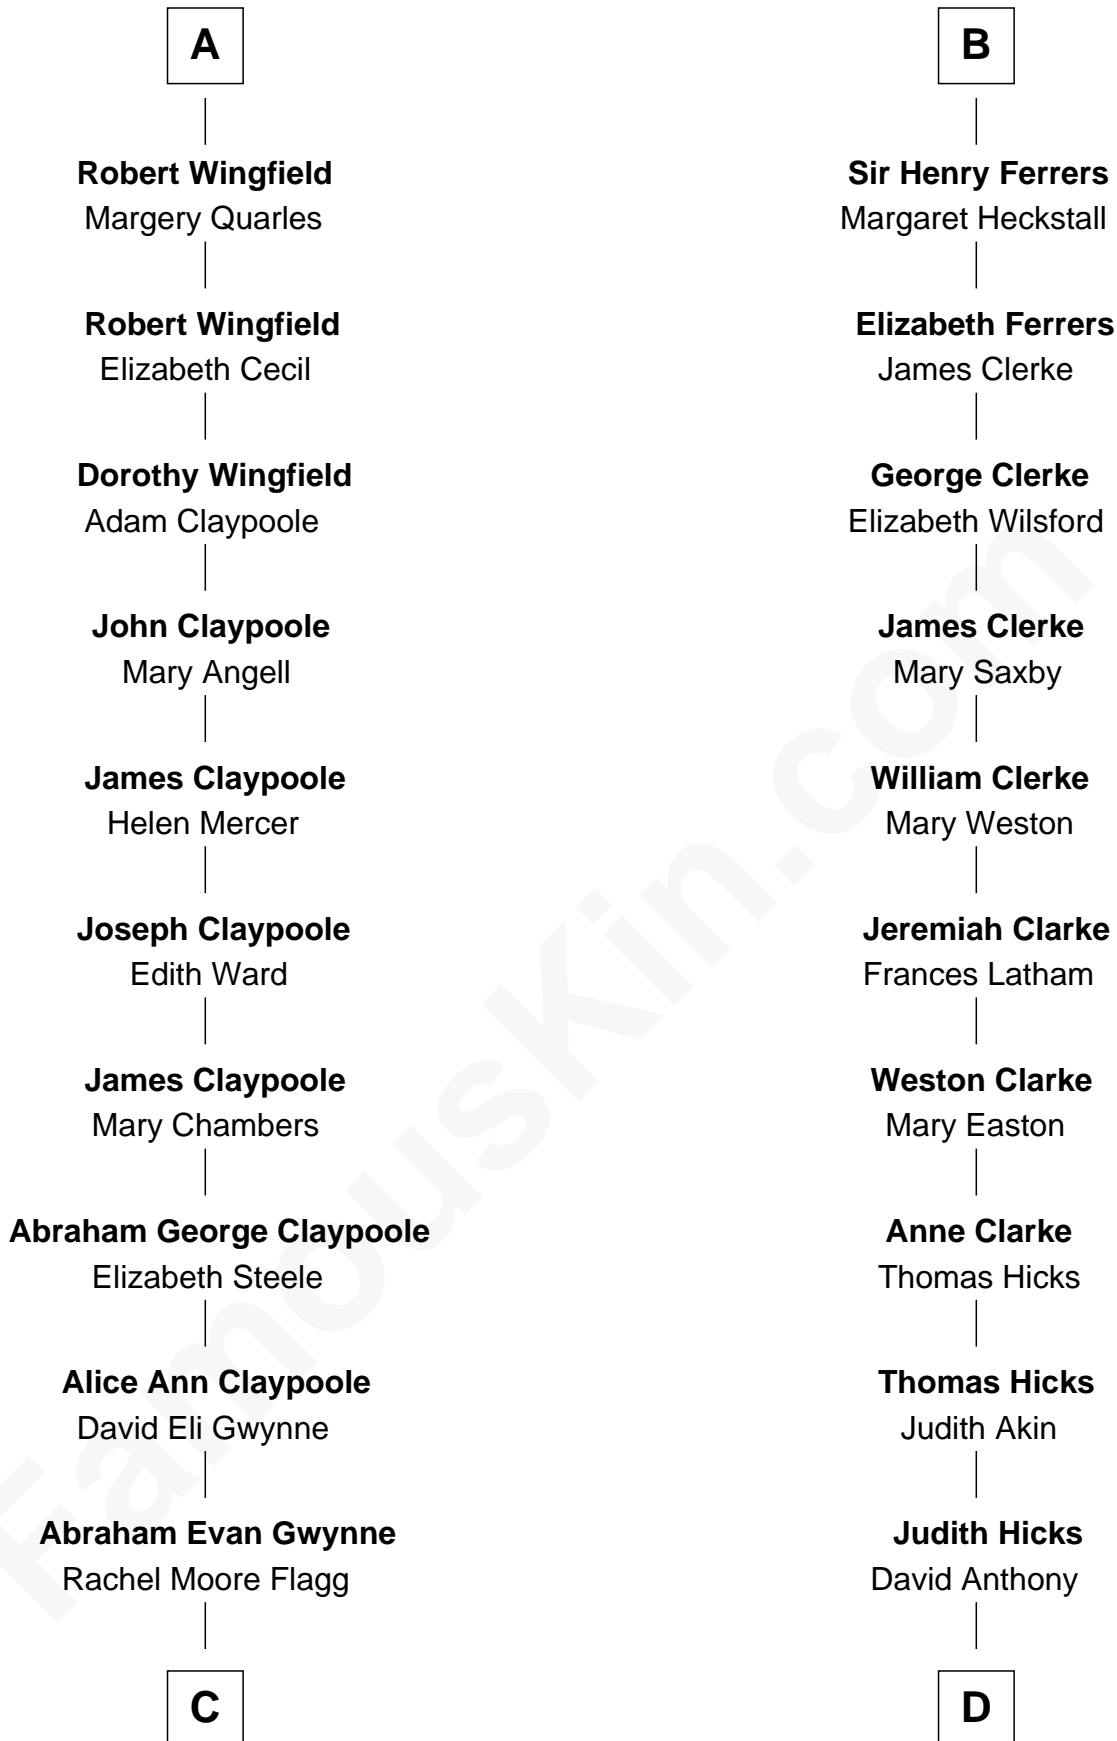 A
Robert Wingfield
Margery Quarles
Robert Wingfield
Elizabeth Cecil
Dorothy Wingfield
Adam Claypoole
John Claypoole
Mary Angell
James Claypoole
Helen Mercer
Joseph Claypoole
Edith Ward
James Claypoole
Mary Chambers
Abraham George Claypoole
Elizabeth Steele
Alice Ann Claypoole
David Eli Gwynne
Abraham Evan Gwynne
Rachel Moore Flagg
C
B
Sir Henry Ferrers
Margaret Heckstall
Elizabeth Ferrers
James Clerke
George Clerke
Elizabeth Wilsford
James Clerke
Mary Saxby
William Clerke
Mary Weston
Jeremiah Clarke
Frances Latham
Weston Clarke
Mary Easton
Anne Clarke
Thomas Hicks
Thomas Hicks
Judith Akin
Judith Hicks
David Anthony
D
FamousKin.com